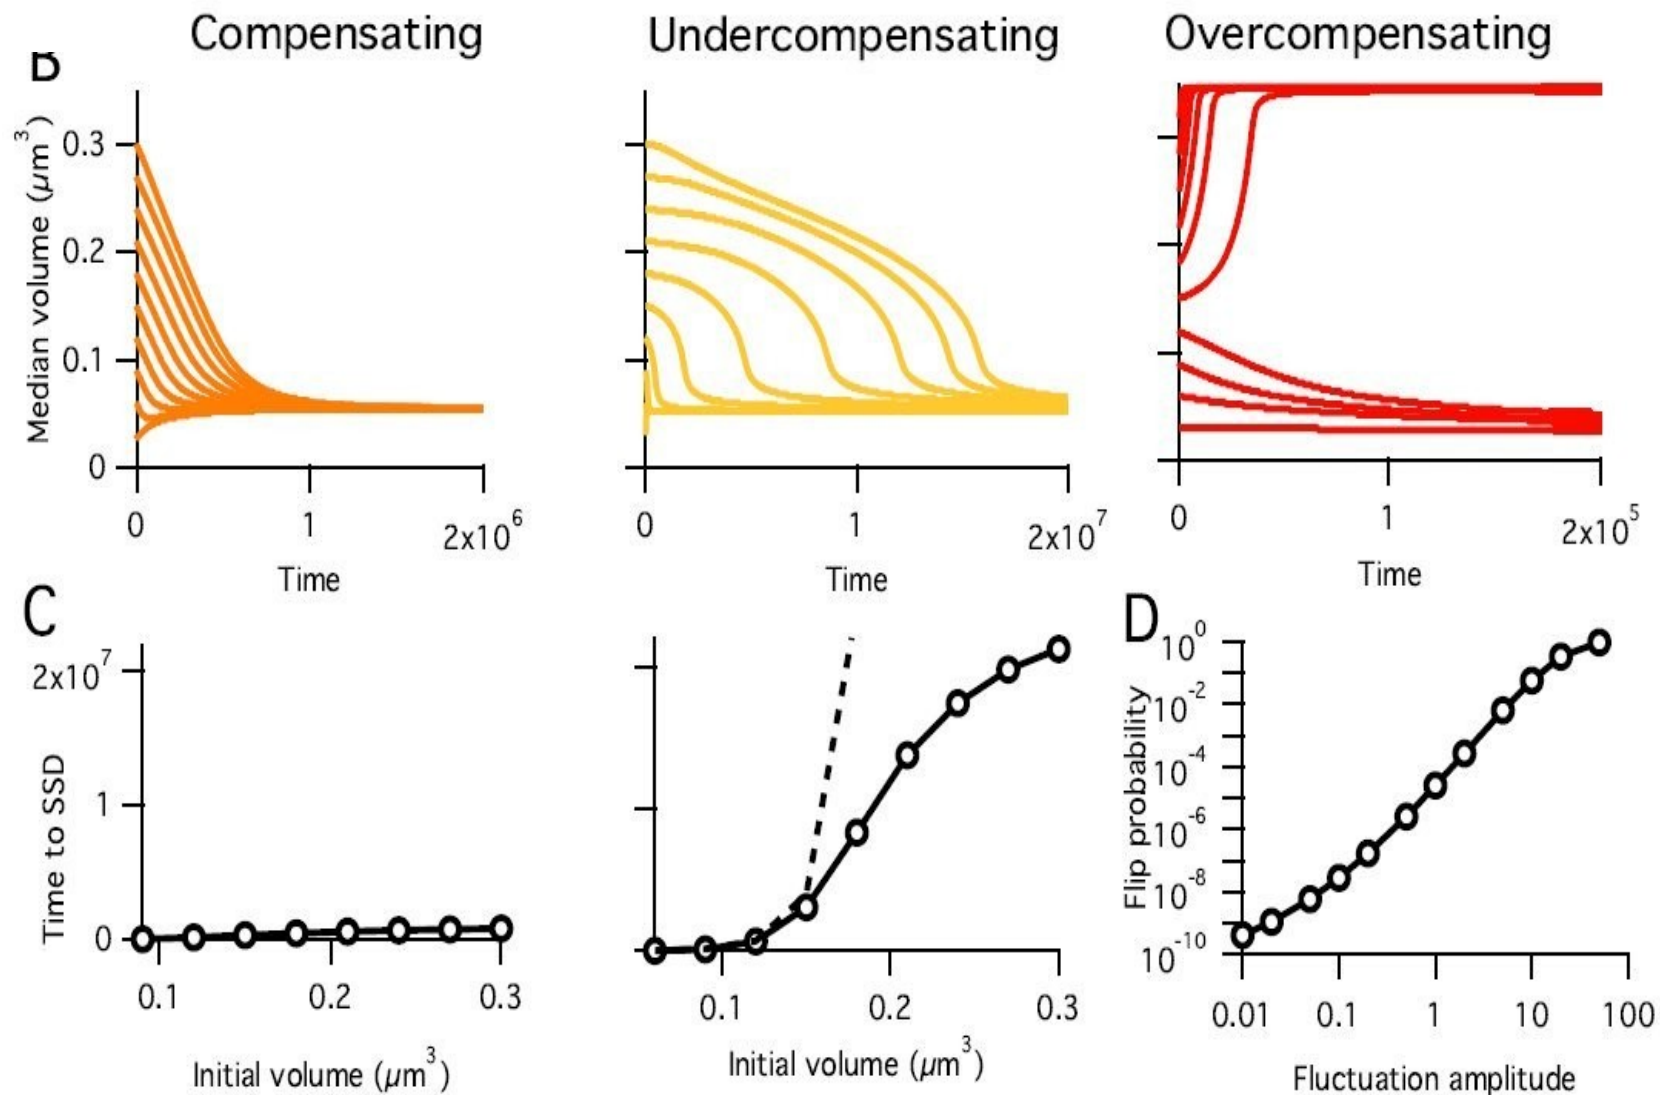 Compensating Undercompensating Overcompensating
B
Median volume (μm³)
0.3
0.2
0.1
0
0 1 2x10⁶
Time
0 1 2x10⁷
Time
0 1 2x10⁵
Time
C
Time to SSD
2x10⁷
1
0
0.1 0.2 0.3
Initial volume (μm³)
0.1 0.2 0.3
Initial volume (μm³)
D
Flip probability
10⁰
10⁻²
10⁻⁴
10⁻⁶
10⁻⁸
10⁻¹⁰
0.01 0.1 1 10 100
Fluctuation amplitude